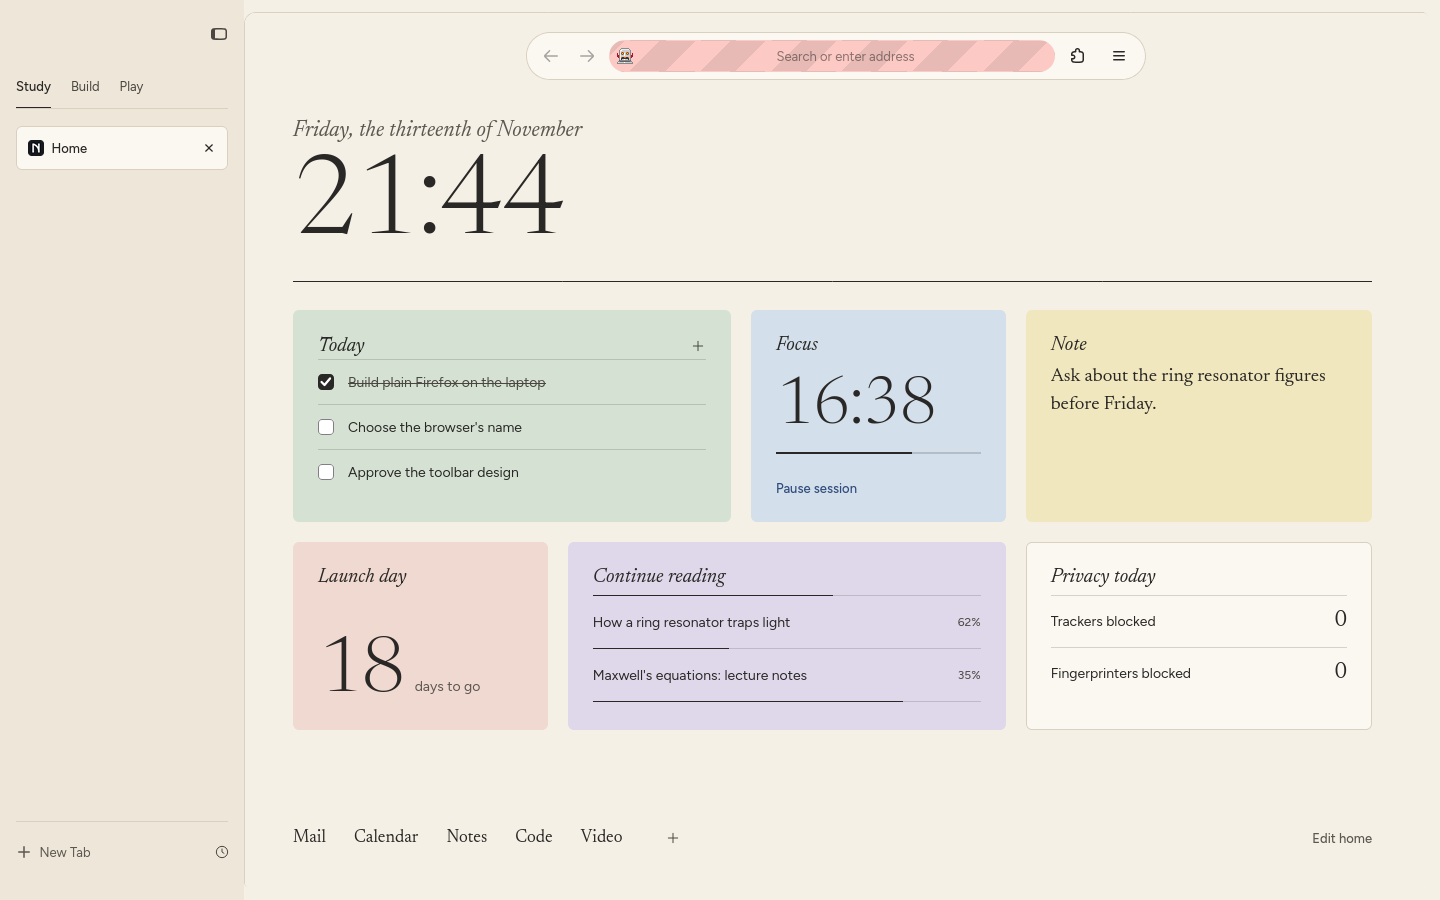 Study Build Play
Home
New Tab
Search or enter address
Friday, the thirteenth of November
21:44
Today
Build plain Firefox on the laptop
Choose the browser's name
Approve the toolbar design
Focus
16:38
Pause session
Note
Ask about the ring resonator figures
before Friday.
Launch day
18 days to go
Continue reading
How a ring resonator traps light 62%
Maxwell's equations: lecture notes 35%
Privacy today
Trackers blocked 0
Fingerprinters blocked 0
Mail Calendar Notes Code Video
Edit home